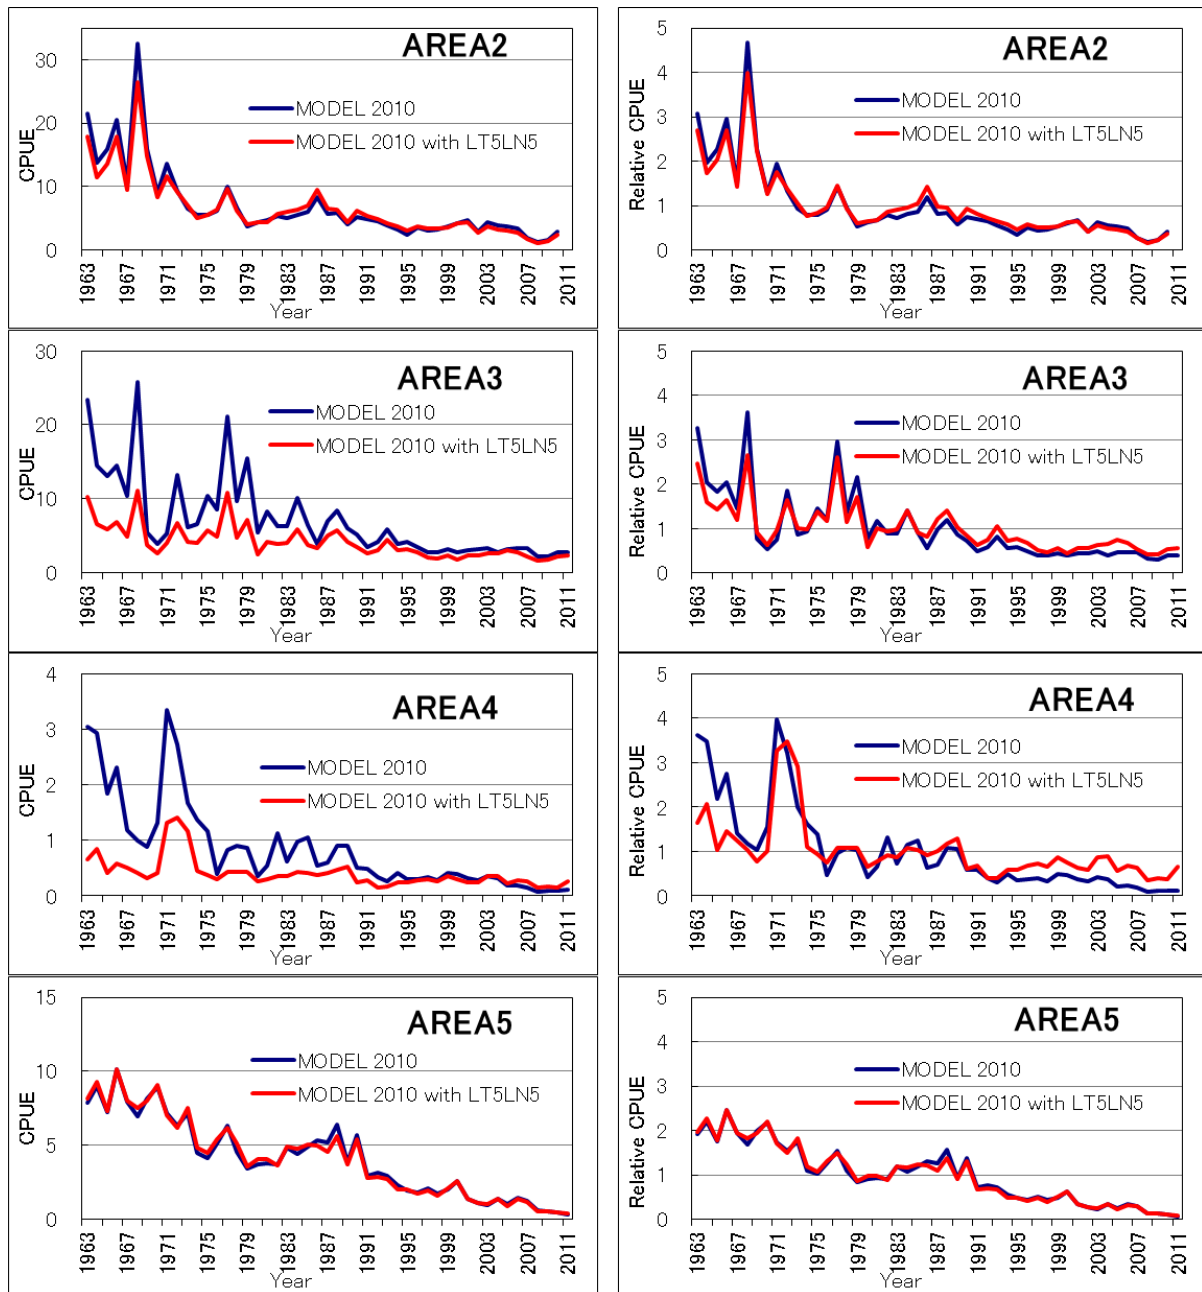 AREA2
MODEL 2010
MODEL 2010 with LT5LN5
CPUE
30
20
10
0
1963 1967 1971 1975 1979 1983 1987 1991 1995 1999 2003 2007 2011
Year
AREA2
MODEL 2010
MODEL 2010 with LT5LN5
Relative CPUE
5
4
3
2
1
0
1963 1967 1971 1975 1979 1983 1987 1991 1995 1999 2003 2007 2011
Year
AREA3
MODEL 2010
MODEL 2010 with LT5LN5
CPUE
30
20
10
0
1963 1967 1971 1975 1979 1983 1987 1991 1995 1999 2003 2007 2011
Year
AREA3
MODEL 2010
MODEL 2010 with LT5LN5
Relative CPUE
5
4
3
2
1
0
1963 1967 1971 1975 1979 1983 1987 1991 1995 1999 2003 2007 2011
Year
AREA4
MODEL 2010
MODEL 2010 with LT5LN5
CPUE
4
3
2
1
0
1963 1967 1971 1975 1979 1983 1987 1991 1995 1999 2003 2007 2011
Year
AREA4
MODEL 2010
MODEL 2010 with LT5LN5
Relative CPUE
5
4
3
2
1
0
1963 1967 1971 1975 1979 1983 1987 1991 1995 1999 2003 2007 2011
Year
AREA5
MODEL 2010
MODEL 2010 with LT5LN5
CPUE
15
10
5
0
1963 1967 1971 1975 1979 1983 1987 1991 1995 1999 2003 2007 2011
Year
AREA5
MODEL 2010
MODEL 2010 with LT5LN5
Relative CPUE
5
4
3
2
1
0
1963 1967 1971 1975 1979 1983 1987 1991 1995 1999 2003 2007 2011
Year